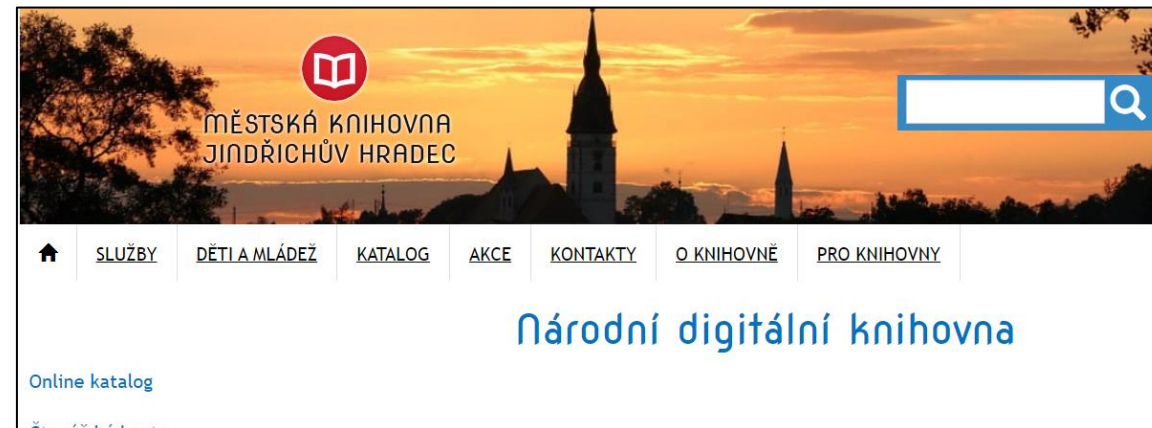 MĚSTSKÁ KNIHOVNA
JINDŘICHŮV HRADEC
SLUŽBY DĚTI A MLÁDEŽ KATALOG AKCE KONTAKTY O KNIHOVNĚ PRO KNIHOVNY
Národní digitální knihovna
Online katalog